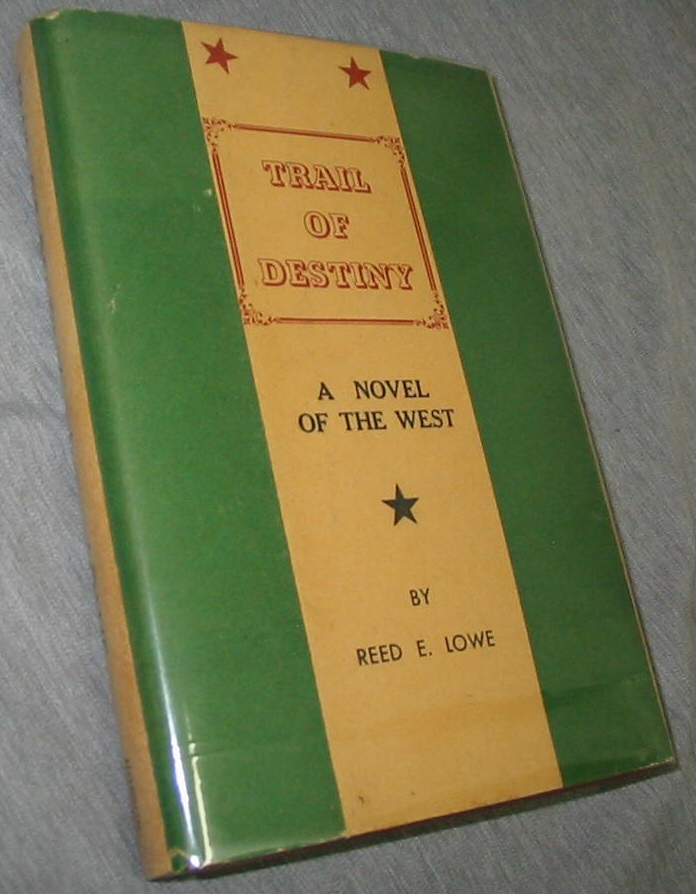 TRAIL
OF
DESTINY
A NOVEL
OF THE WEST
BY
REED E. LOWE